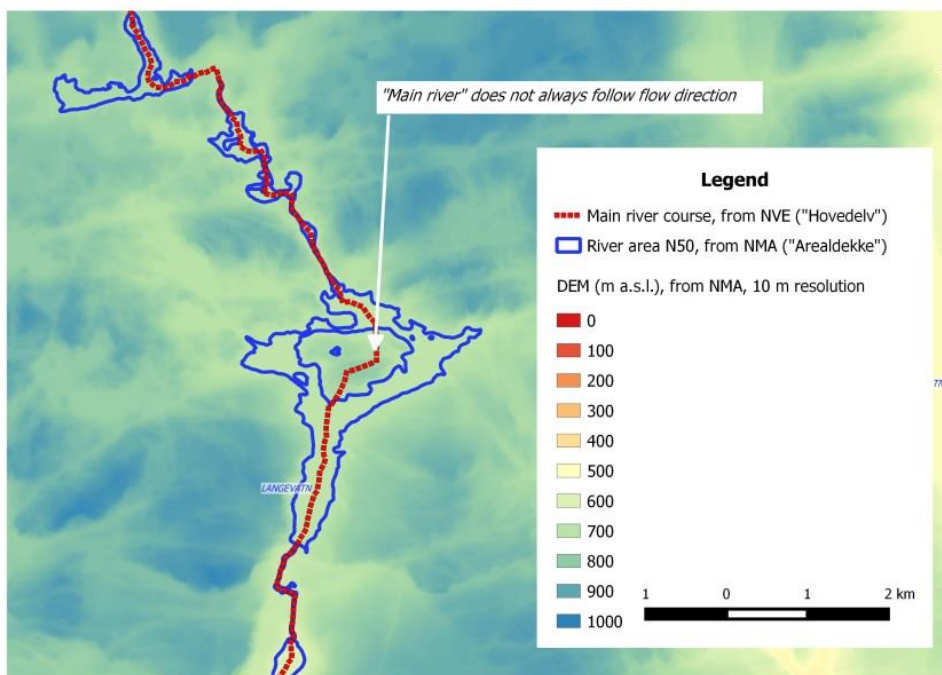 "Main river" does not always follow flow direction
Legend
Main river course, from NVE ("Hovedelv")
River area N50, from NMA ("Arealdekke")
DEM (m a.s.l.), from NMA, 10 m resolution
0
100
200
300
400
500
600
700
800
900
1000
1 0 1 2 km
LANGEVATN